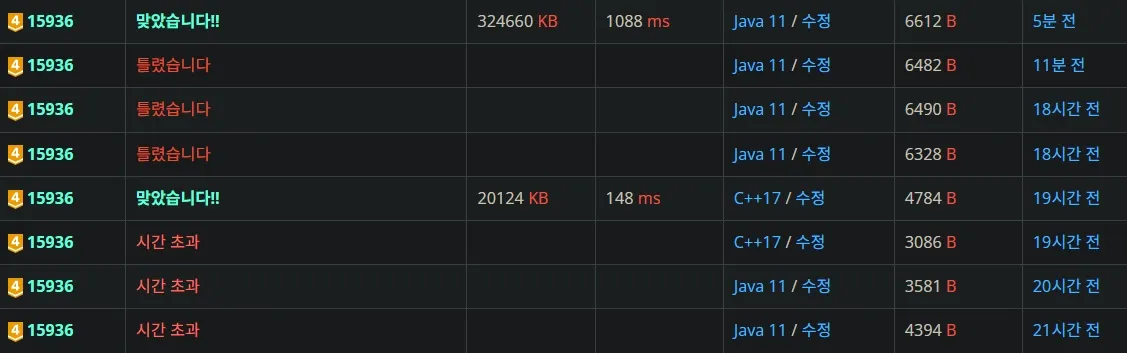 4 15936 맞았습니다!! 324660 KB 1088 ms Java 11 / 수정 6612 B 5분 전
4 15936 틀렸습니다 Java 11 / 수정 6482 B 11분 전
4 15936 틀렸습니다 Java 11 / 수정 6490 B 18시간 전
4 15936 틀렸습니다 Java 11 / 수정 6328 B 18시간 전
4 15936 맞았습니다!! 20124 KB 148 ms C++17 / 수정 4784 B 19시간 전
4 15936 시간 초과 C++17 / 수정 3086 B 19시간 전
4 15936 시간 초과 Java 11 / 수정 3581 B 20시간 전
4 15936 시간 초과 Java 11 / 수정 4394 B 21시간 전